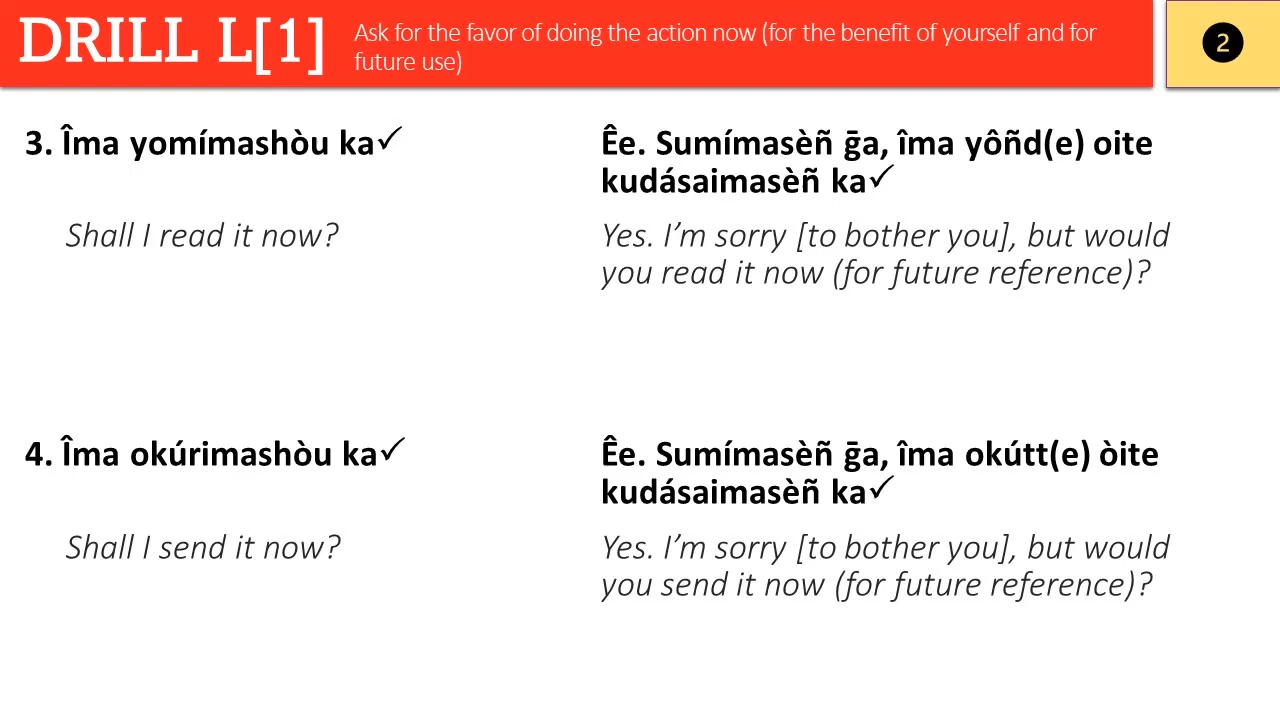 DRILL L[1]
Ask for the favor of doing the action now (for the benefit of yourself and for
future use)
2
3. Îma yomímashòu ka✓
Êe. Sumímasèñ ḡa, îma yôñd(e) oite
kudásaimasèñ ka✓
Shall I read it now?
Yes. I’m sorry [to bother you], but would
you read it now (for future reference)?
4. Îma okúrimashòu ka✓
Êe. Sumímasèñ ḡa, îma okútt(e) òite
kudásaimasèñ ka✓
Shall I send it now?
Yes. I’m sorry [to bother you], but would
you send it now (for future reference)?